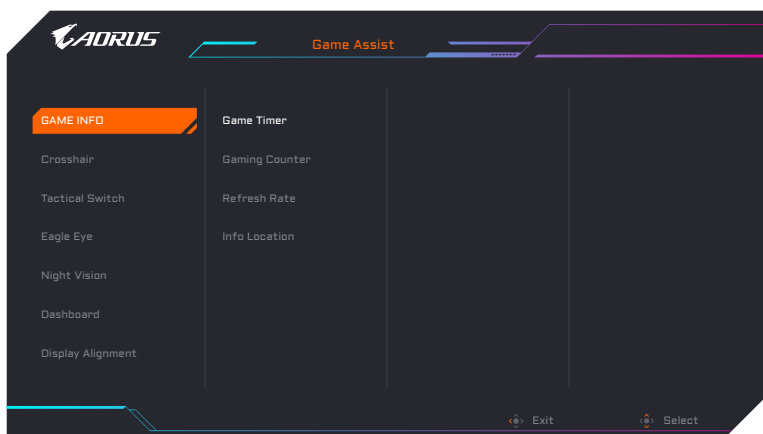 AORUS
Game Assist
GAME INFO
Game Timer
Crosshair
Gaming Counter
Tactical Switch
Refresh Rate
Eagle Eye
Info Location
Night Vision
Dashboard
Display Alignment
Exit
Select